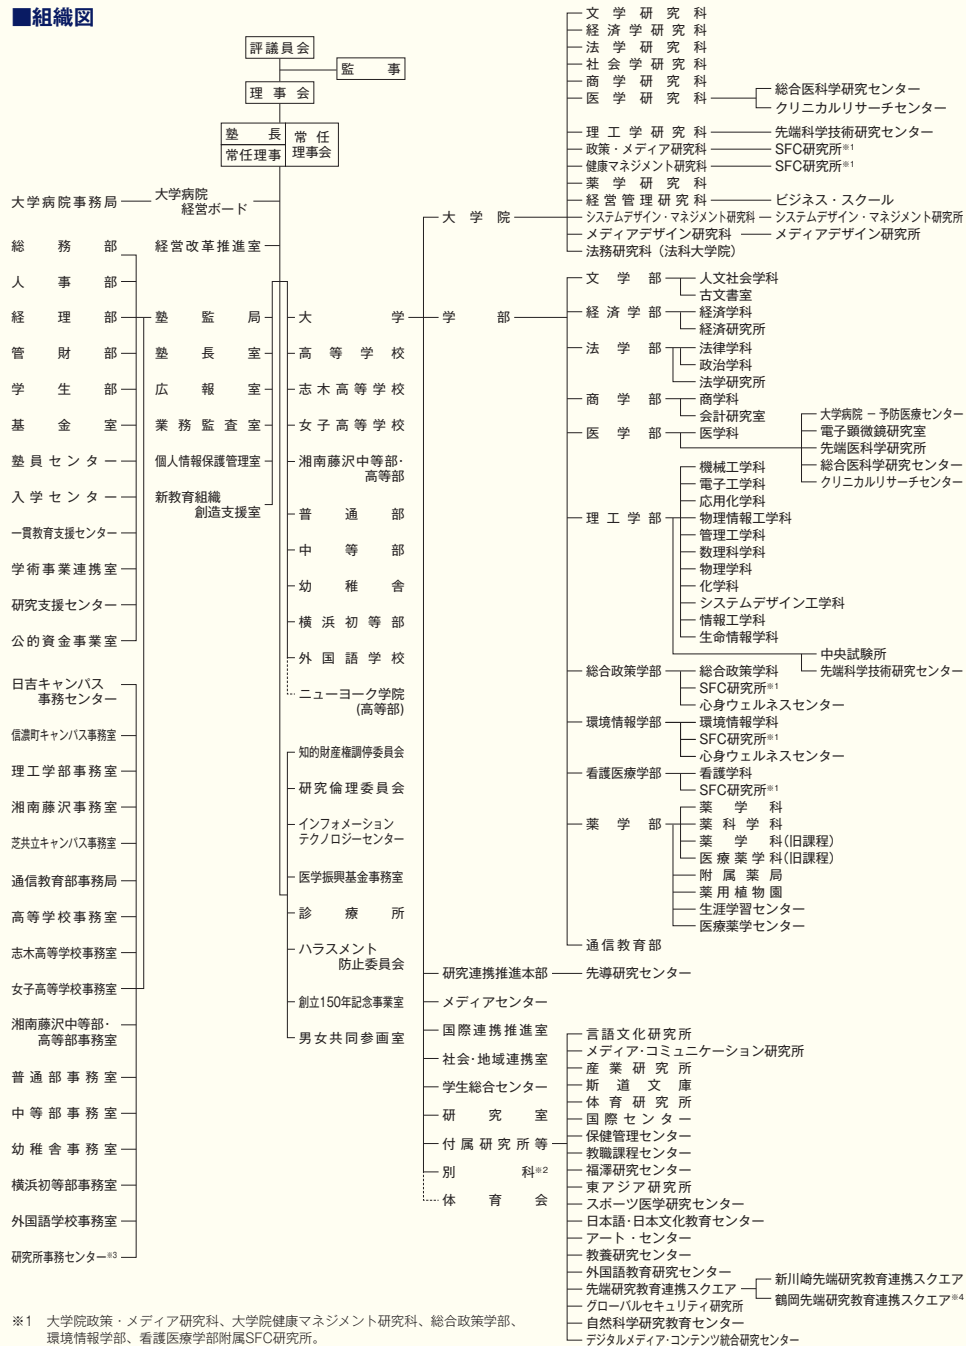 ■組織図
評議員会
監事
理事会
塾長
常任理事
常任
理事会
大学病院事務局
大学病院
経営ボード
経営改革推進室
総務部
人事部
経理部
管財部
学生部
基金室
塾員センター
入学センター
一貫教育支援センター
学術事業連携室
研究支援センター
公的資金事業室
日吉キャンパス
事務センター
信濃町キャンパス事務室
理工学部事務室
湘南藤沢事務室
芝共立キャンパス事務室
通信教育部事務局
高等学校事務室
志木高等学校事務室
女子高等学校事務室
湘南藤沢中等部・
高等部事務室
普通部事務室
中等部事務室
幼稚舎事務室
横浜初等部事務室
外国語学校事務室
研究所事務センター※3
塾監局
塾長室
広報室
業務監査室
個人情報保護管理室
新教育組織
創造支援室
大学
高等学校
志木高等学校
女子高等学校
湘南藤沢中等部・
高等部
普通部
中等部
幼稚舎
横浜初等部
外国語学校
ニューヨーク学院
(高等部)
知的財産権調停委員会
研究倫理委員会
インフォメーション
テクノロジーセンター
医学振興基金事務室
診療所
ハラスメント
防止委員会
創立150年記念事業室
男女共同参画室
大学院
文学研究科
経済学研究科
法学研究科
社会学研究科
商学研究科
医学研究科
総合医科学研究センター
クリニカルリサーチセンター
理工学研究科
先端科学技術研究センター
政策・メディア研究科
SFC研究所※1
健康マネジメント研究科
SFC研究所※1
薬学研究科
経営管理研究科
ビジネス・スクール
システムデザイン・マネジメント研究科
システムデザイン・マネジメント研究所
メディアデザイン研究科
メディアデザイン研究所
法務研究科（法科大学院）
学部
文学部
人文社会学科
古文書室
経済学部
経済学科
経済研究所
法学部
法律学科
政治学科
法学研究所
商学部
商学科
会計研究室
医学部
医学科
大学病院 － 予防医療センター
電子顕微鏡研究室
先端医科学研究所
総合医科学研究センター
クリニカルリサーチセンター
理工学部
機械工学科
電子工学科
応用化学科
物理情報工学科
管理工学科
数理科学科
物理学科
化学科
システムデザイン工学科
情報工学科
生命情報学科
中央試験所
先端科学技術研究センター
総合政策学部
総合政策学科
SFC研究所※1
心身ウェルネスセンター
環境情報学部
環境情報学科
SFC研究所※1
心身ウェルネスセンター
看護医療学部
看護学科
SFC研究所※1
薬学部
薬学科
薬科学科
薬学科(旧課程)
医療薬学科(旧課程)
附属薬局
薬用植物園
生涯学習センター
医療薬学センター
通信教育部
研究連携推進本部
先導研究センター
メディアセンター
国際連携推進室
社会・地域連携室
学生総合センター
研究室
付属研究所等
別科※2
体育会
言語文化研究所
メディア・コミュニケーション研究所
産業研究所
斯道文庫
体育研究所
国際センター
保健管理センター
教職課程センター
福澤研究センター
東アジア研究所
スポーツ医学研究センター
日本語・日本文化教育センター
アート・センター
教養研究センター
外国語教育研究センター
先端研究教育連携スクエア
新川崎先端研究教育連携スクエア
鶴岡先端研究教育連携スクエア※4
グローバルセキュリティ研究所
自然科学研究教育センター
デジタルメディア・コンテンツ統合研究センター
※1 大学院政策・メディア研究科、大学院健康マネジメント研究科、総合政策学部、
環境情報学部、看護医療学部附属SFC研究所。